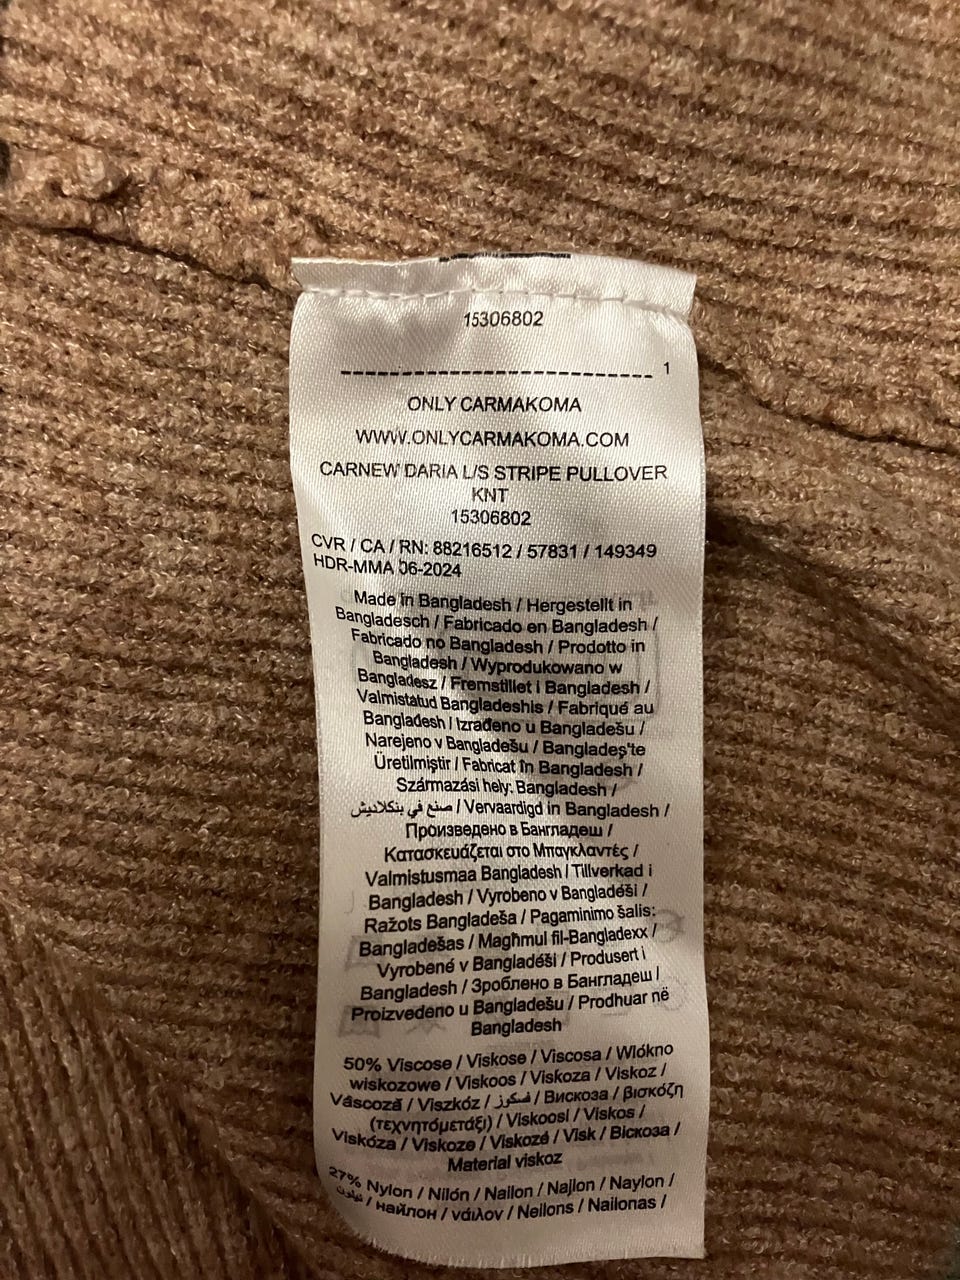 15306802
------------------------------ 1
ONLY CARMAKOMA
WWW.ONLYCARMAKOMA.COM
CARNEW DARIA L/S STRIPE PULLOVER
KNT
15306802
CVR / CA / RN: 88216512 / 57831 / 149349
HDR-MMA 06-2024
Made in Bangladesh / Hergestellt in
Bangladesch / Fabricado en Bangladesh /
Fabricado no Bangladesh / Prodotto in
Bangladesh / Wyprodukowano w
Bangladesz / Fremstillet i Bangladesh /
Valmistatud Bangladeshis / Fabriqué au
Bangladesh / Izrađeno u Bangladešu /
Narejeno v Bangladešu / Bangladeş'te
Üretilmiştir / Fabricat în Bangladesh /
Származási hely: Bangladesh /
صنع في بنكلاديش / Vervaardigd in Bangladesh /
Произведено в Бангладеш /
Κατασκευάζεται στο Μπαγκλαντές /
Valmistusmaa Bangladesh / Tillverkad i
Bangladesh / Vyrobeno v Bangladéši /
Ražots Bangladeša / Pagaminimo šalis:
Bangladešas / Magħmul fil-Bangladexx /
Vyrobené v Bangladéši / Produsert i
Bangladesh / Зроблено в Бангладеш /
Proizvedeno u Bangladešu / Prodhuar në
Bangladesh
50% Viscose / Viskose / Viscosa / Włókno
wiskozowe / Viskoos / Viskoza / Viskoz /
Vâscoză / Viszkóz / فسكوز / Вискоза / βισκόζη
(τεχνητόμετάξι) / Viskoosi / Viskos /
Viskóza / Viskoze / Viskozė / Visk / Віскоза /
Material viskoz
27% Nylon / Nilón / Nailon / Najlon / Naylon /
نيلون / найлон / νάιλον / Neilons / Nailonas /